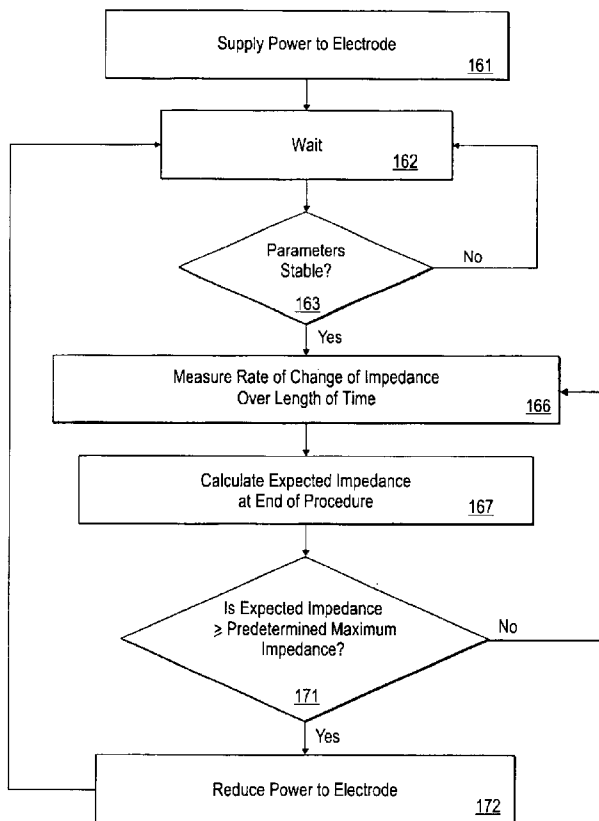 Supply Power to Electrode
161
Wait
162
Parameters
Stable?
No
163
Yes
Measure Rate of Change of Impedance
Over Length of Time
166
Calculate Expected Impedance
at End of Procedure
167
Is Expected Impedance
≥ Predetermined Maximum
Impedance?
No
171
Yes
Reduce Power to Electrode
172